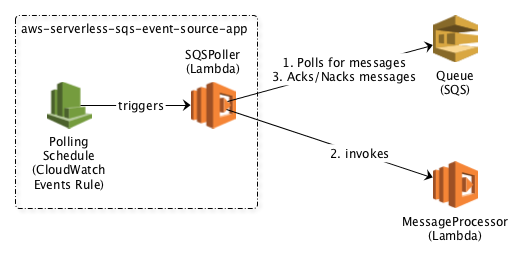 aws-serverless-sqs-event-source-app
SQSPoller
(Lambda)
1. Polls for messages
3. Acks/Nacks messages
Queue
(SQS)
triggers
Polling
Schedule
(CloudWatch
Events Rule)
2. invokes
MessageProcessor
(Lambda)